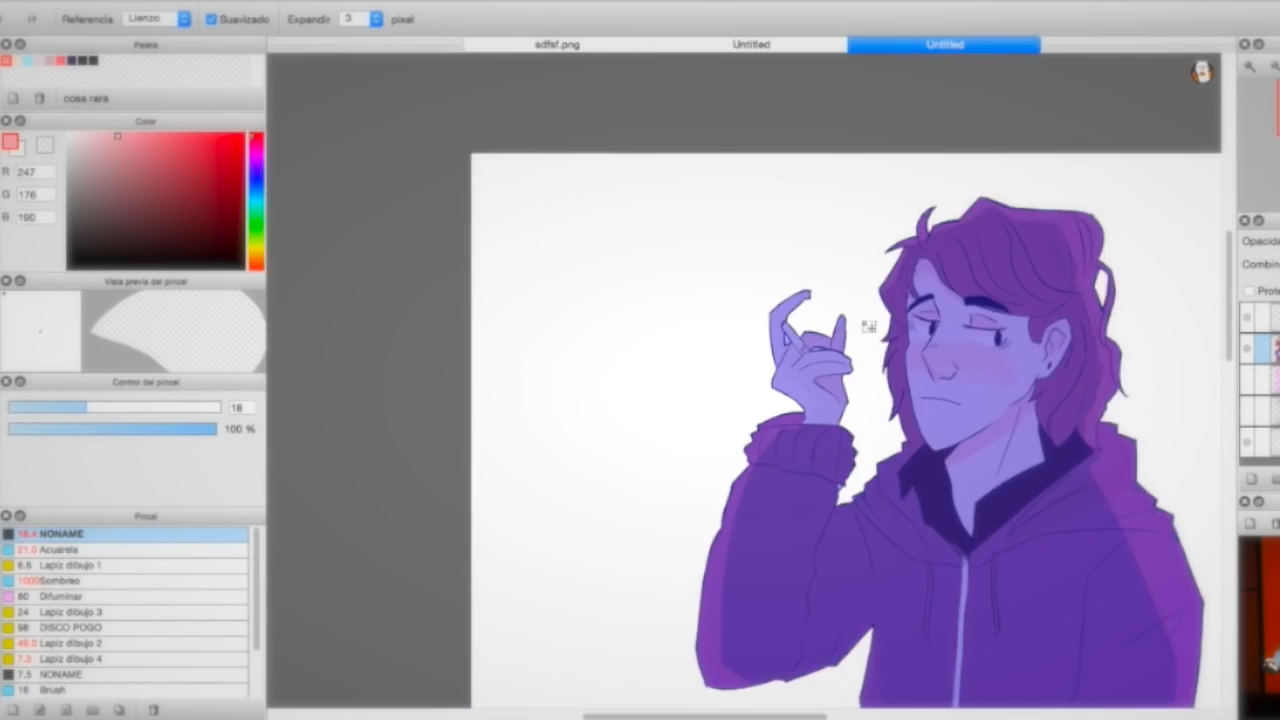 Referencia Lienzo Suavizado Expandir 3 pixel
sdfsf.png Untitled Untitled
Paleta
cosa rara
Color
R 247
G 176
B 190
Vista previa del pincel
Control del pincel
18
100 %
Pincel
18.4 NONAME
21.0 Acuarela
6.6 Lapiz dibujo 1
1000 Sombreo
80 Difuminar
24 Lapiz dibujo 3
98 DISCO POGO
49.0 Lapiz dibujo 2
7.3 Lapiz dibujo 4
7.5 NONAME
16 Brush
Opacida
Combin
Prote